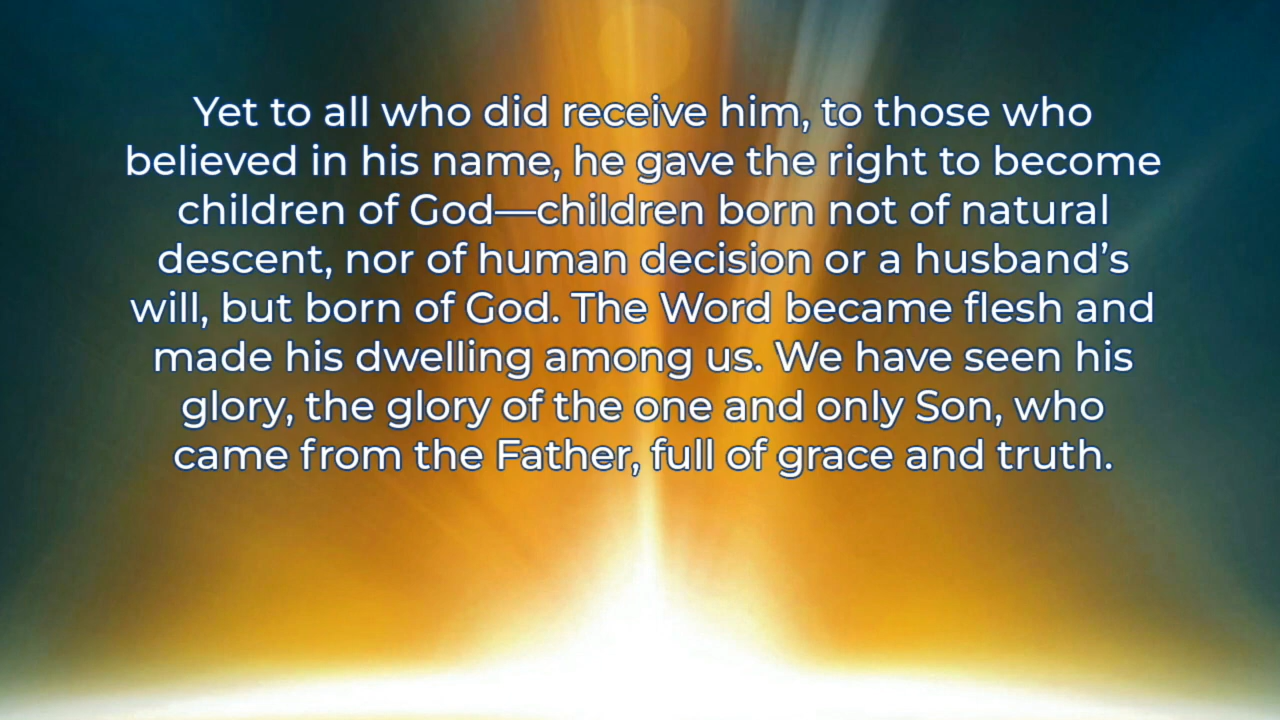 Yet to all who did receive him, to those who
believed in his name, he gave the right to become
children of God—children born not of natural
descent, nor of human decision or a husband’s
will, but born of God. The Word became flesh and
made his dwelling among us. We have seen his
glory, the glory of the one and only Son, who
came from the Father, full of grace and truth.